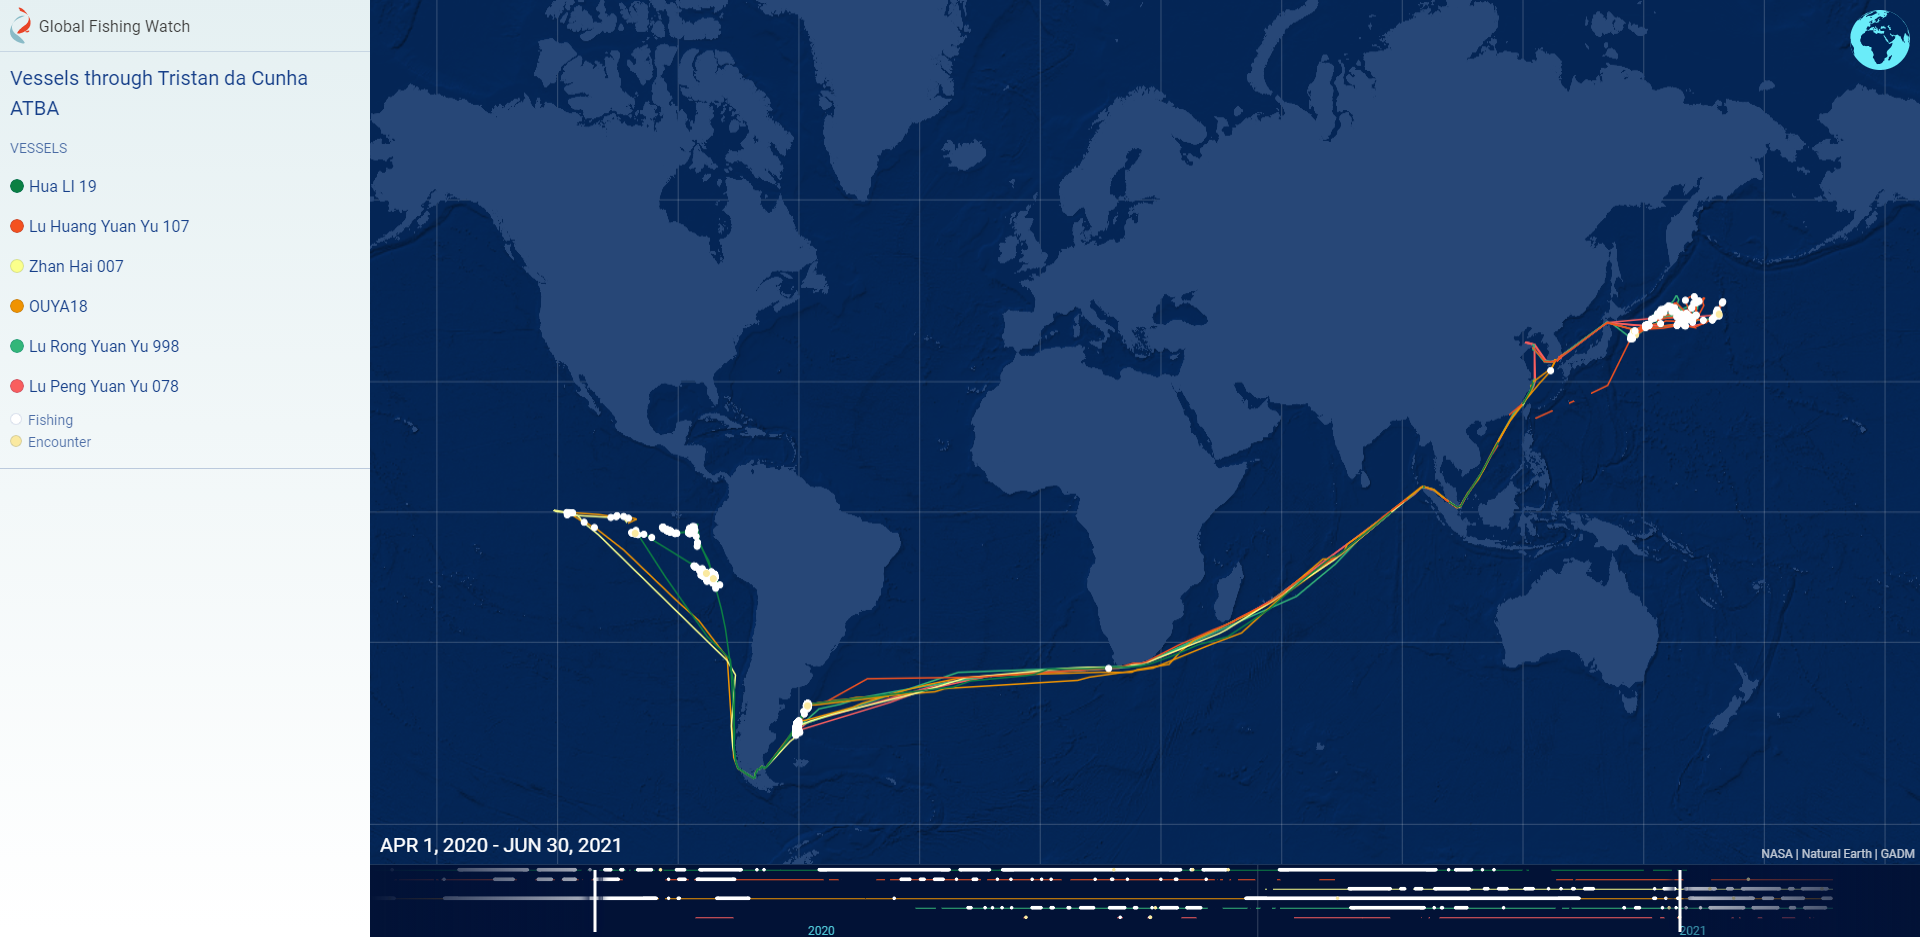 Global Fishing Watch
Vessels through Tristan da Cunha
ATBA
VESSELS
Hua LI 19
Lu Huang Yuan Yu 107
Zhan Hai 007
OUYA18
Lu Rong Yuan Yu 998
Lu Peng Yuan Yu 078
Fishing
Encounter
APR 1, 2020 - JUN 30, 2021
NASA | Natural Earth | GADM
2020
2021